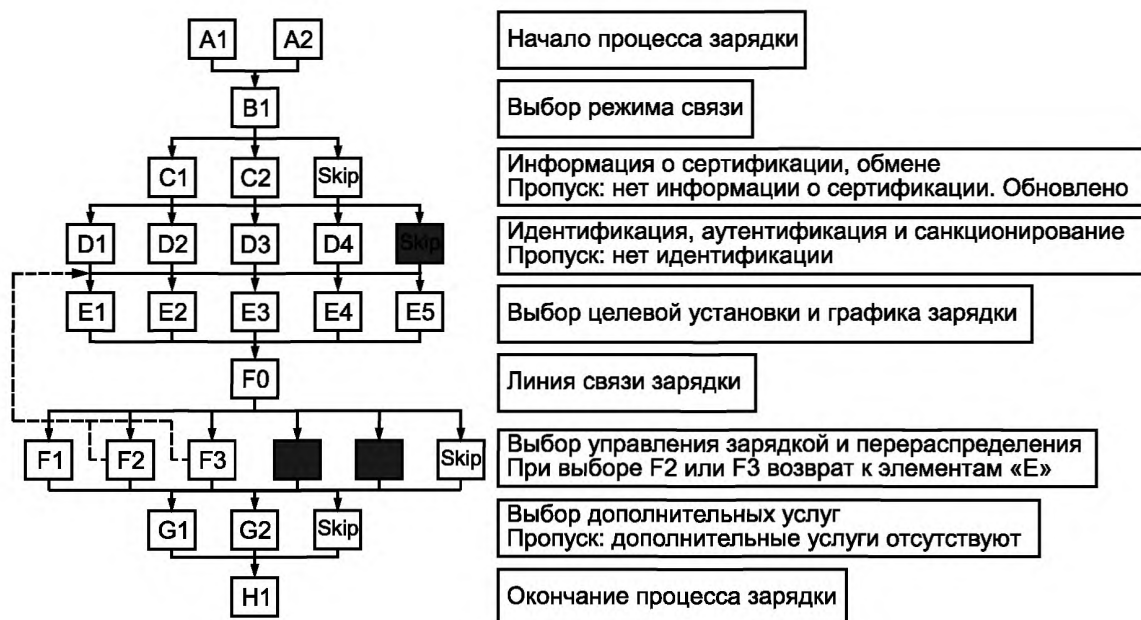 A1 A2 Начало процесса зарядки
B1 Выбор режима связи
C1 C2 Skip Информация о сертификации, обмене
Пропуск: нет информации о сертификации. Обновлено
D1 D2 D3 D4 Skip Идентификация, аутентификация и санкционирование
Пропуск: нет идентификации
E1 E2 E3 E4 E5 Выбор целевой установки и графика зарядки
F0 Линия связи зарядки
F1 F2 F3 Skip Выбор управления зарядкой и перераспределения
При выборе F2 или F3 возврат к элементам «Е»
G1 G2 Skip Выбор дополнительных услуг
Пропуск: дополнительные услуги отсутствуют
H1 Окончание процесса зарядки